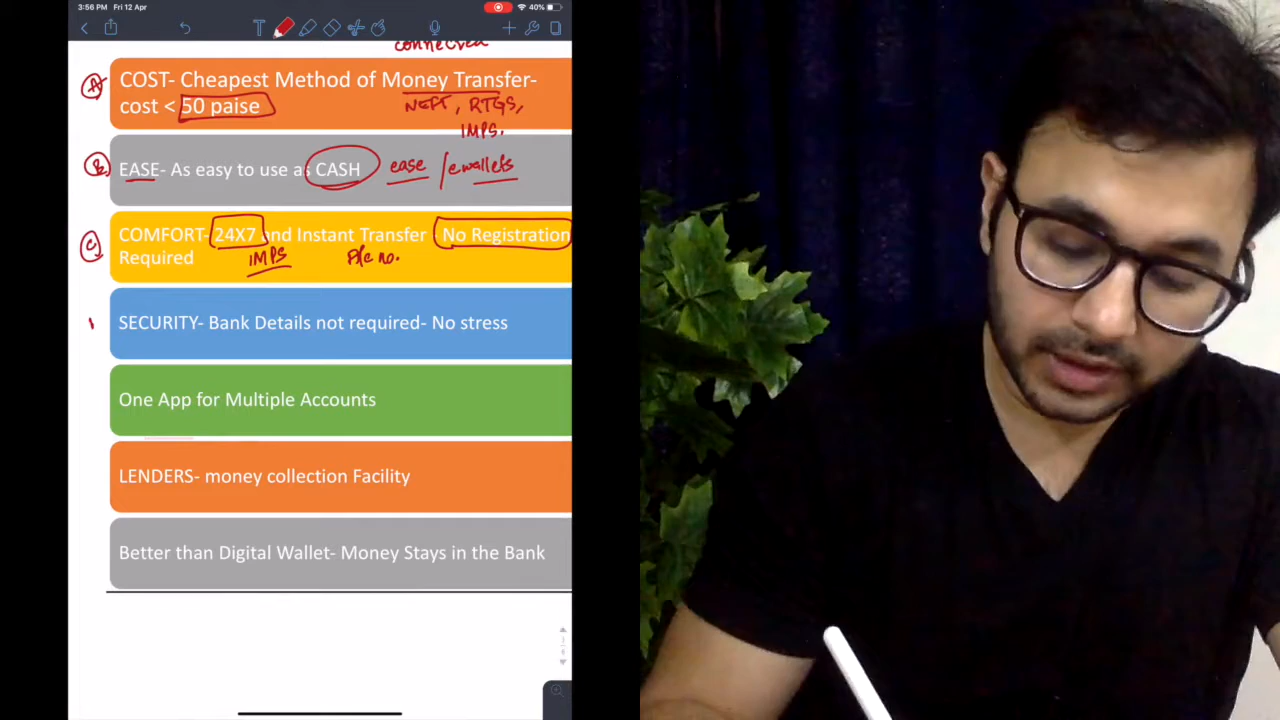 3:56 PM Fri 12 Apr
40%
T
connected
A
COST- Cheapest Method of Money Transfer-
cost < 50 paise
NEFT, RTGS,
IMPS.
B
EASE- As easy to use as CASH
ease / ewallets
C
COMFORT- 24X7 and Instant Transfer No Registration
Required
IMPS
A/c no.
SECURITY- Bank Details not required- No stress
One App for Multiple Accounts
LENDERS- money collection Facility
Better than Digital Wallet- Money Stays in the Bank